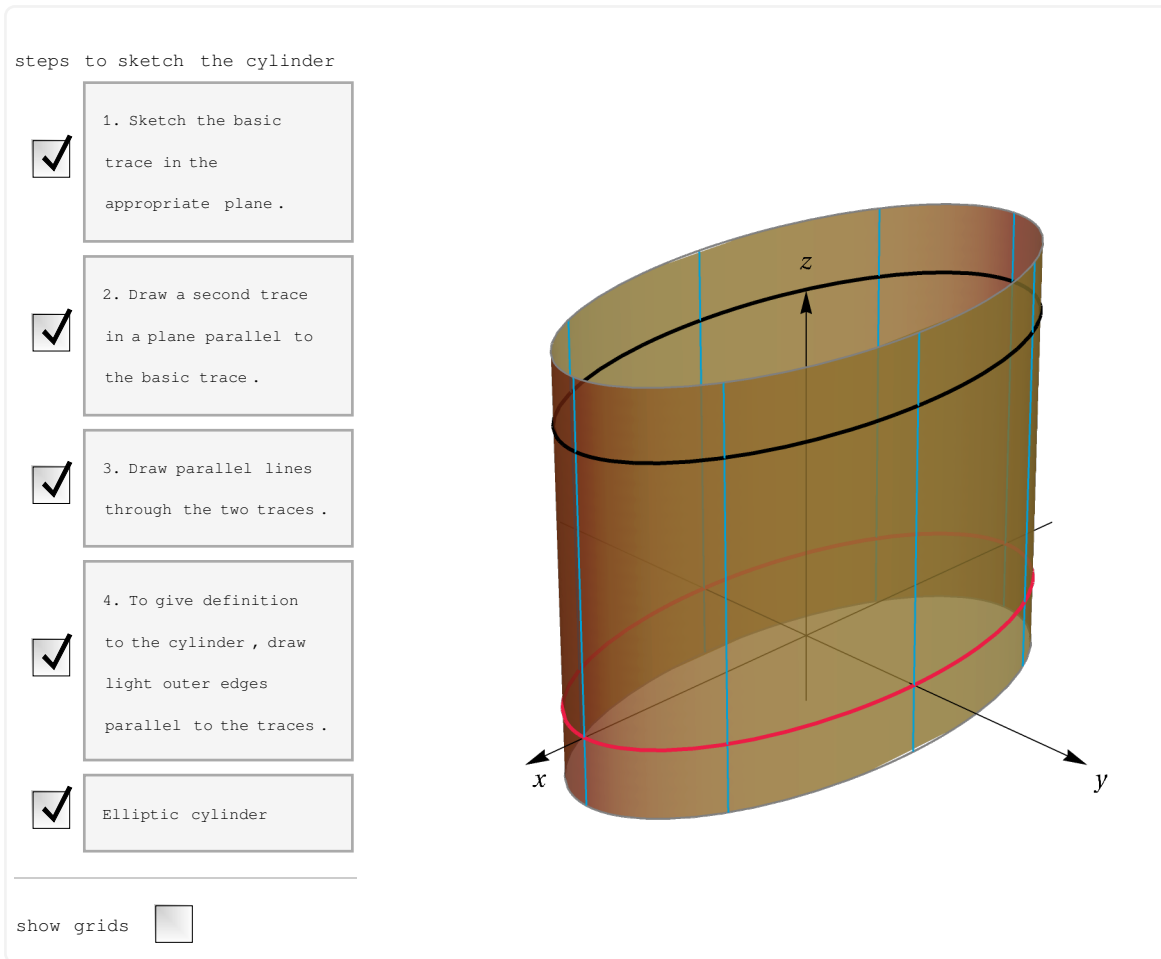 steps to sketch the cylinder
1. Sketch the basic
trace in the
appropriate plane.
2. Draw a second trace
in a plane parallel to
the basic trace.
3. Draw parallel lines
through the two traces.
4. To give definition
to the cylinder, draw
light outer edges
parallel to the traces.
Elliptic cylinder
show grids
z
x
y